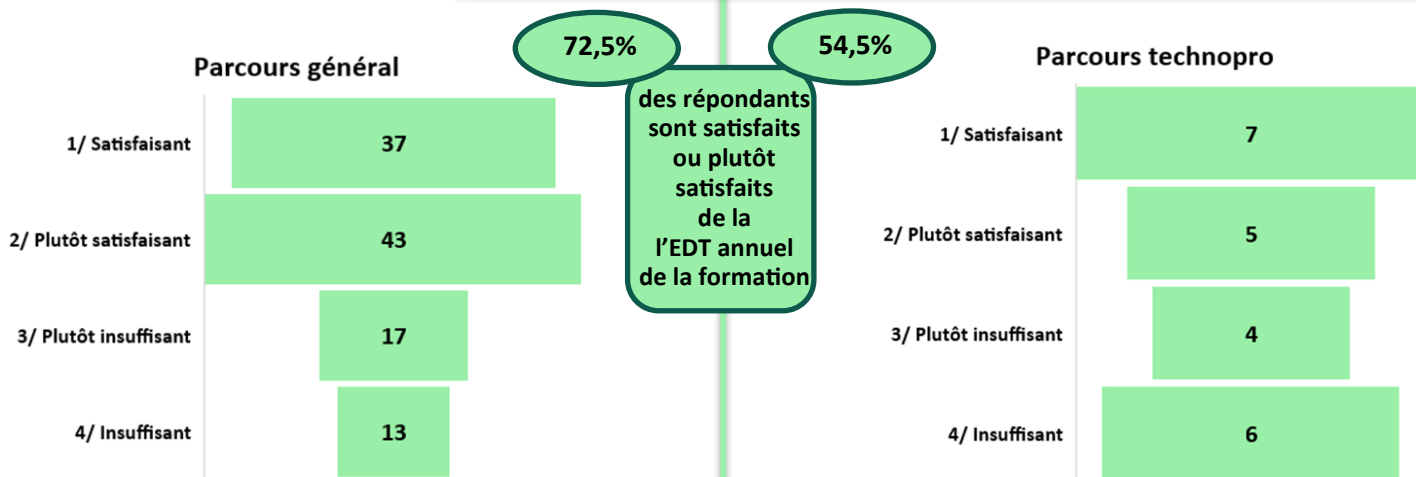 72,5%
54,5%
des répondants
sont satisfaits
ou plutôt
satisfaits
de la
l’EDT annuel
de la formation
Parcours général
1/ Satisfaisant
37
2/ Plutôt satisfaisant
43
3/ Plutôt insuffisant
17
4/ Insuffisant
13
Parcours technopro
1/ Satisfaisant
7
2/ Plutôt satisfaisant
5
3/ Plutôt insuffisant
4
4/ Insuffisant
6